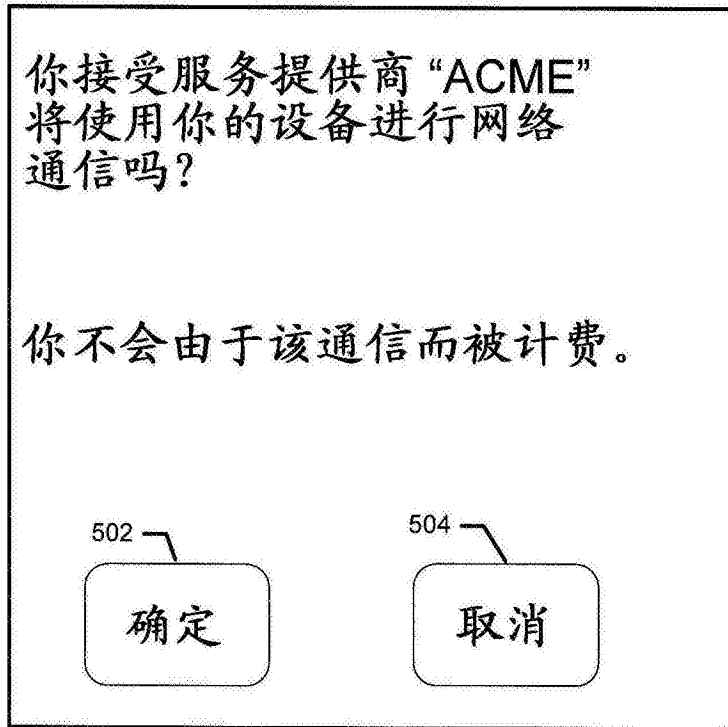 你接受服务提供商 “ACME”
将使用你的设备进行网络
通信吗?
你不会由于该通信而被计费。
502
504
确定
取消